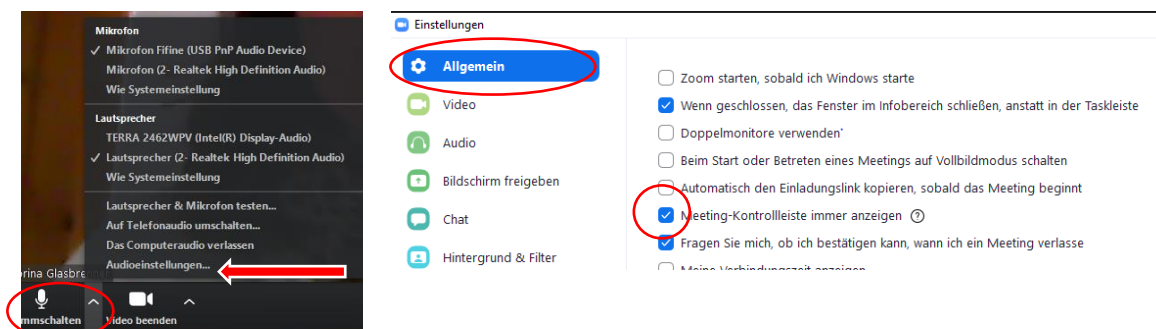 Mikrofon
✓ Mikrofon Fifine (USB PnP Audio Device)
Mikrofon (2- Realtek High Definition Audio)
Wie Systemeinstellung
Lautsprecher
TERRA 2462WPV (Intel(R) Display-Audio)
✓ Lautsprecher (2- Realtek High Definition Audio)
Wie Systemeinstellung
Lautsprecher & Mikrofon testen...
Auf Telefonaudio umschalten...
Das Computeraudio verlassen
Audioeinstellungen...
Video beenden
Einstellungen
Allgemein
Video
Audio
Bildschirm freigeben
Chat
Hintergrund & Filter
Zoom starten, sobald ich Windows starte
Wenn geschlossen, das Fenster im Infobereich schließen, anstatt in der Taskleiste
Doppelmonitore verwenden*
Beim Start oder Betreten eines Meetings auf Vollbildmodus schalten
Automatisch den Einladungslink kopieren, sobald das Meeting beginnt
Meeting-Kontrollleiste immer anzeigen ?
Fragen Sie mich, ob ich bestätigen kann, wann ich ein Meeting verlasse
Meine Verbindungszeit anzeigen